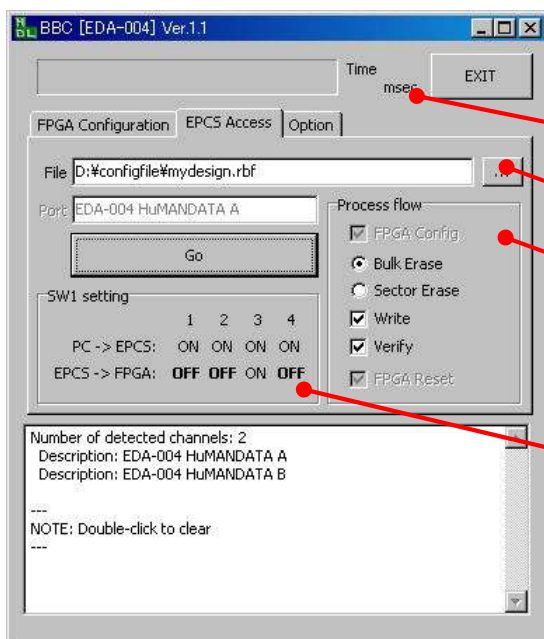 BBC [EDA-004] Ver.1.1
Time
msec
EXIT
FPGA Configuration EPCS Access Option
File D:¥configfile¥mydesign.rbf ...
Port EDA-004 HuMANDATA A
Go
Process flow
FPGA Config
Bulk Erase
Sector Erase
Write
Verify
FPGA Reset
SW1 setting
1 2 3 4
PC -> EPCS: ON ON ON ON
EPCS -> FPGA: OFF OFF ON OFF
Number of detected channels: 2
Description: EDA-004 HuMANDATA A
Description: EDA-004 HuMANDATA B
---
NOTE: Double-click to clear
---